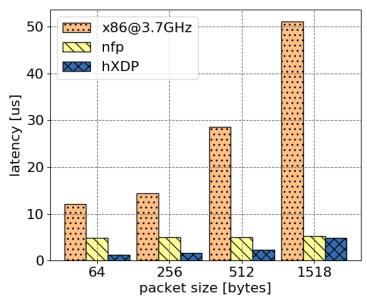 x86@3.7GHz
nfp
hXDP
latency [us]
50
40
30
20
10
0
64 256 512 1518
packet size [bytes]